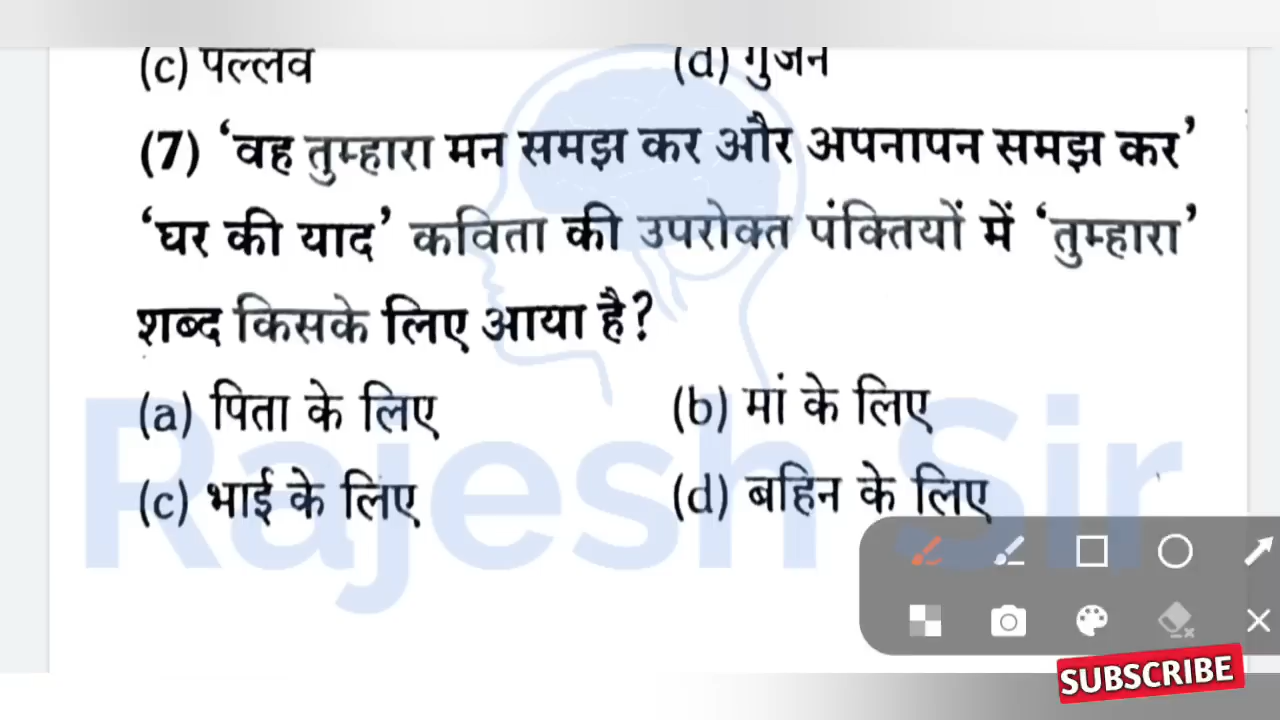 (c) पल्लव (d) गुंजन
(7) ‘वह तुम्हारा मन समझ कर और अपनापन समझ कर’
‘घर की याद’ कविता की उपरोक्त पंक्तियों में ‘तुम्हारा’
शब्द किसके लिए आया है?
(a) पिता के लिए (b) मां के लिए
(c) भाई के लिए (d) बहिन के लिए
Rajesh Sir
SUBSCRIBE